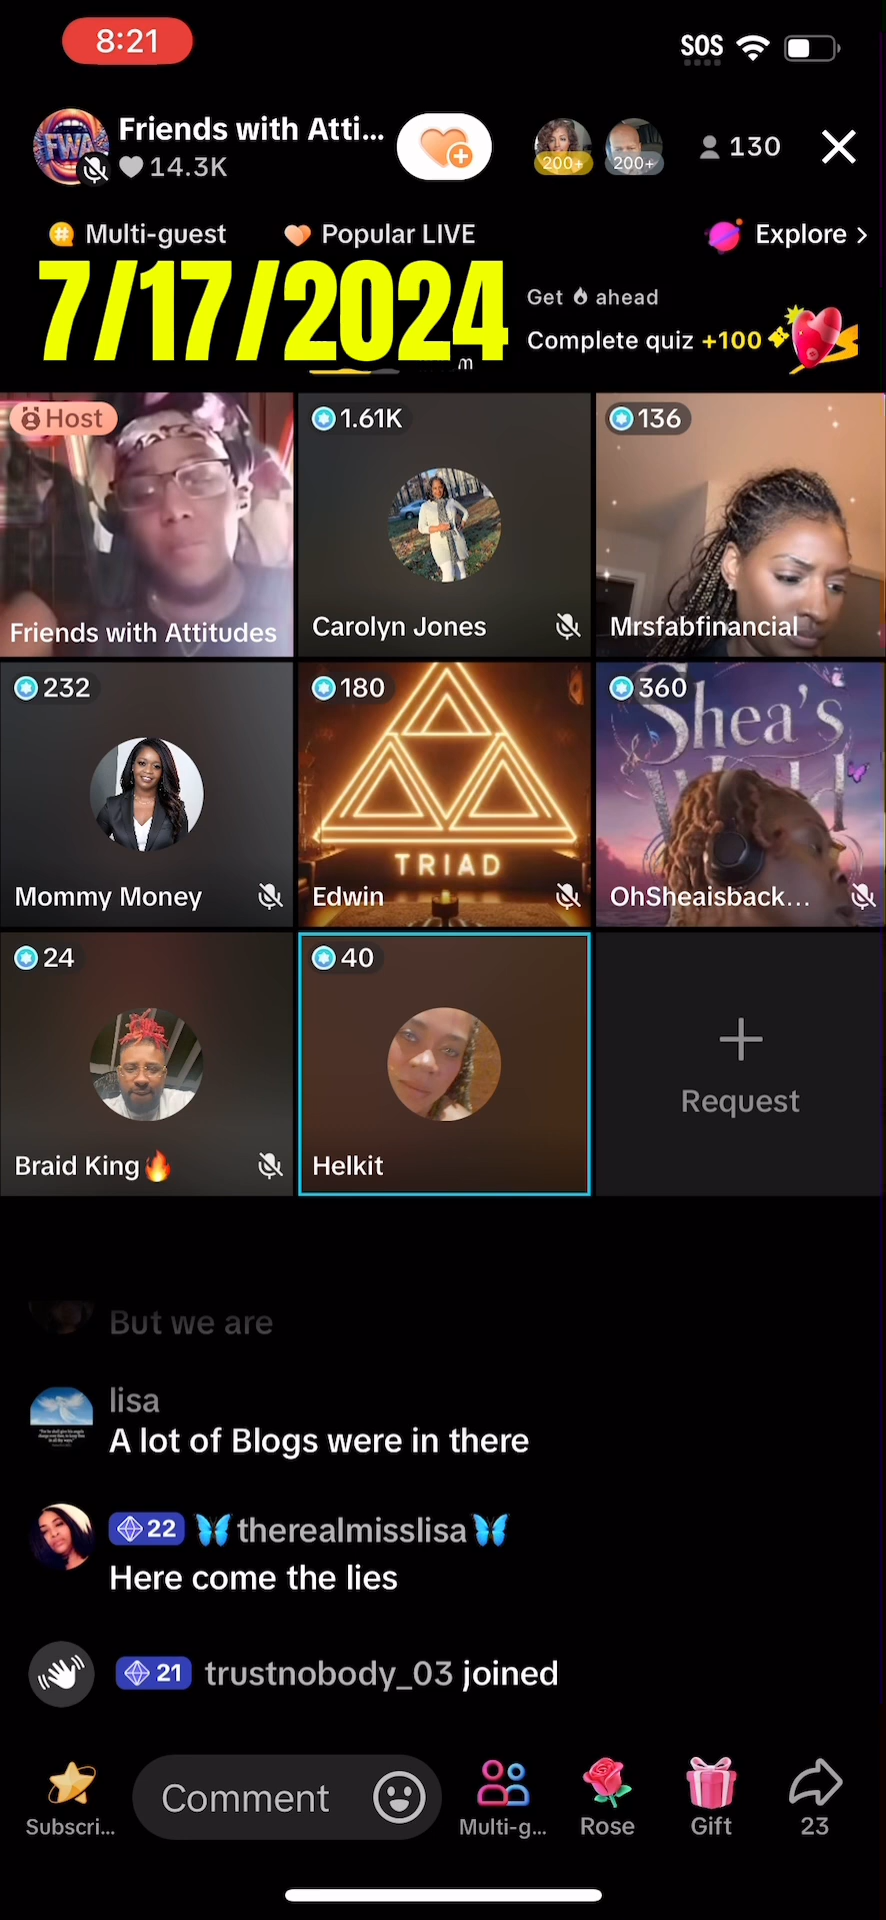 8:21
SOS
FWA
Friends with Atti...
14.3K
200+
200+
130
Multi-guest
Popular LIVE
Explore >
7/17/2024
Get ahead
Complete quiz +100
m
Host
Friends with Attitudes
1.61K
Carolyn Jones
136
Mrsfabfinancial
232
Mommy Money
180
TRIAD
Edwin
360
Shea's
OhSheaisback...
24
Braid King🔥
40
Helkit
Request
But we are
lisa
A lot of Blogs were in there
22 🦋therealmisslisa🦋
Here come the lies
21 trustnobody_03 joined
Subscri...
Comment
Multi-g...
Rose
Gift
23